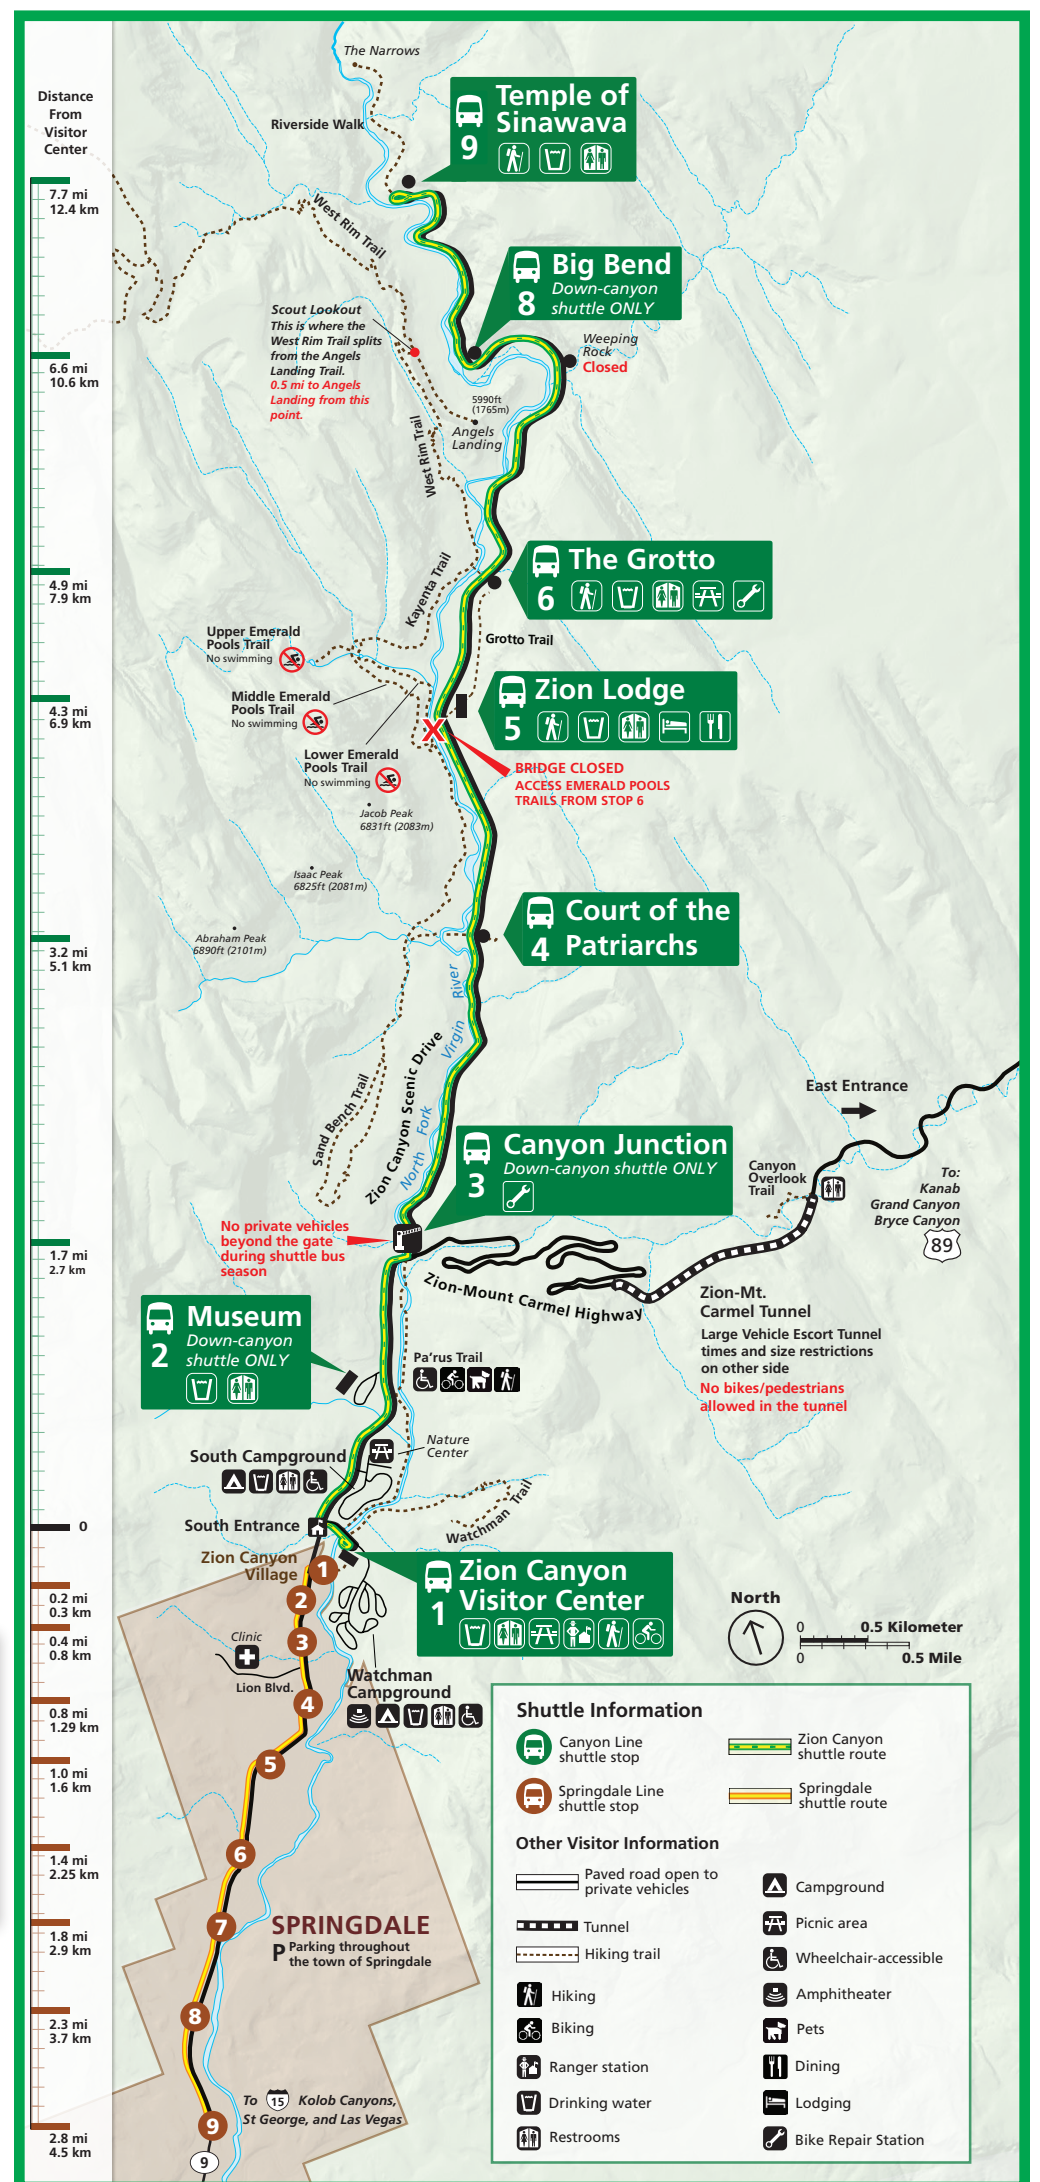 The Narrows
Distance
From
Visitor
Center
Riverside Walk
Temple of
Sinawava
9
7.7 mi
12.4 km
West Rim Trail
Big Bend
8
Down-canyon
shuttle ONLY
Scout Lookout
This is where the
West Rim Trail splits
from the Angels
Landing Trail.
0.5 mi to Angels
Landing from this
point.
Weeping
Rock
Closed
6.6 mi
10.6 km
5990ft
(1765m)
Angels
Landing
West Rim Trail
The Grotto
6
4.9 mi
7.9 km
Kayenta Trail
Grotto Trail
Upper Emerald
Pools Trail
No swimming
Zion Lodge
5
4.3 mi
6.9 km
Middle Emerald
Pools Trail
No swimming
X
Lower Emerald
Pools Trail
No swimming
BRIDGE CLOSED
ACCESS EMERALD POOLS
TRAILS FROM STOP 6
Jacob Peak
6831ft (2083m)
Isaac Peak
6825ft (2081m)
Court of the
Patriarchs
4
Abraham Peak
6890ft (2101m)
3.2 mi
5.1 km
North Fork Virgin River
Zion Canyon Scenic Drive
Sand Bench Trail
East Entrance
Canyon Junction
3
Down-canyon shuttle ONLY
Canyon
Overlook
Trail
To:
Kanab
Grand Canyon
Bryce Canyon
89
No private vehicles
beyond the gate
during shuttle bus
season
1.7 mi
2.7 km
Zion-Mount Carmel Highway
Zion-Mt.
Carmel Tunnel
Large Vehicle Escort Tunnel
times and size restrictions
on other side
No bikes/pedestrians
allowed in the tunnel
Museum
2
Down-canyon
shuttle ONLY
Pa'rus Trail
Nature
Center
South Campground
Watchman Trail
0
South Entrance
Zion Canyon
Village
Zion Canyon
Visitor Center
1
1
2
3
4
5
6
7
8
9
0.2 mi
0.3 km
0.4 mi
0.8 km
0.8 mi
1.29 km
1.0 mi
1.6 km
1.4 mi
2.25 km
1.8 mi
2.9 km
2.3 mi
3.7 km
2.8 mi
4.5 km
Clinic
Lion Blvd.
Watchman
Campground
North
0 0.5 Kilometer
0 0.5 Mile
SPRINGDALE
P Parking throughout
the town of Springdale
To 15 Kolob Canyons,
St George, and Las Vegas
9
Shuttle Information
Canyon Line
shuttle stop
Zion Canyon
shuttle route
Springdale Line
shuttle stop
Springdale
shuttle route
Other Visitor Information
Paved road open to
private vehicles
Tunnel
Hiking trail
Hiking
Biking
Ranger station
Drinking water
Restrooms
Campground
Picnic area
Wheelchair-accessible
Amphitheater
Pets
Dining
Lodging
Bike Repair Station